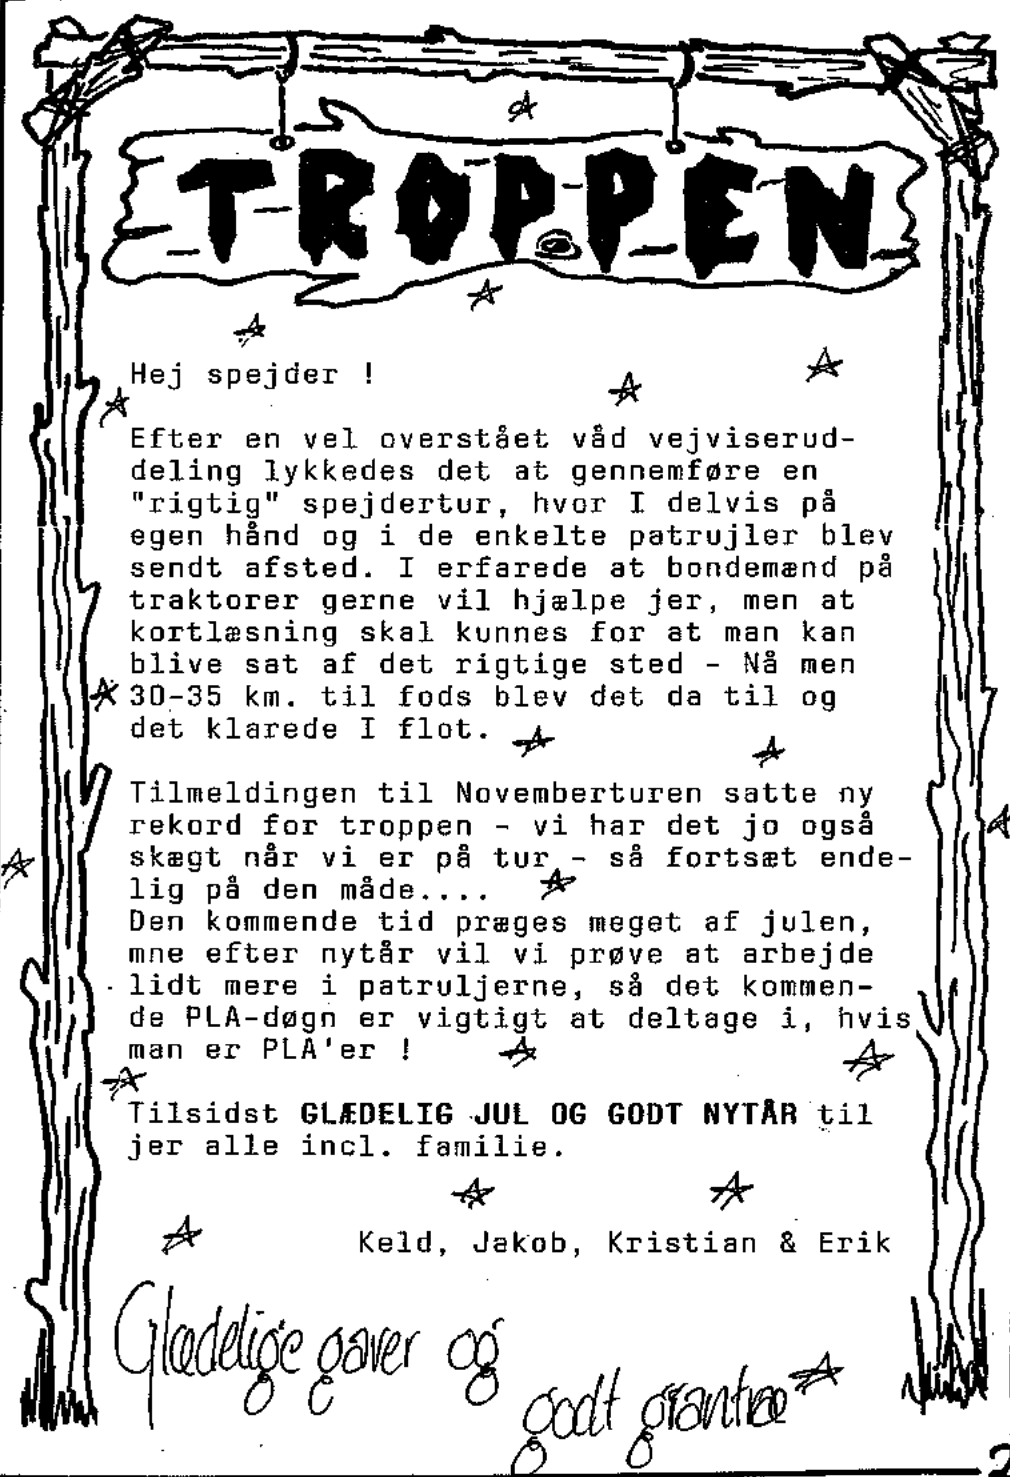 TROPPEN
Hej spejder !
Efter en vel overstået våd vejviserud-
deling lykkedes det at gennemføre en
"rigtig" spejdertur, hvor I delvis på
egen hånd og i de enkelte patrujler blev
sendt afsted. I erfarede at bondemænd på
traktorer gerne vil hjælpe jer, men at
kortlæsning skal kunnes for at man kan
blive sat af det rigtige sted - Nå men
30-35 km. til fods blev det da til og
det klarede I flot.
Tilmeldingen til Novemberturen satte ny
rekord for troppen - vi har det jo også
skægt når vi er på tur - så fortsæt ende-
lig på den måde....
Den kommende tid præges meget af julen,
mne efter nytår vil vi prøve at arbejde
lidt mere i patruljerne, så det kommen-
de PLA-døgn er vigtigt at deltage i, hvis
man er PLA'er !
Tilsidst GLÆDELIG JUL OG GODT NYTÅR til
jer alle incl. familie.
Keld, Jakob, Kristian & Erik
Glædelige gaver og
godt grantræ